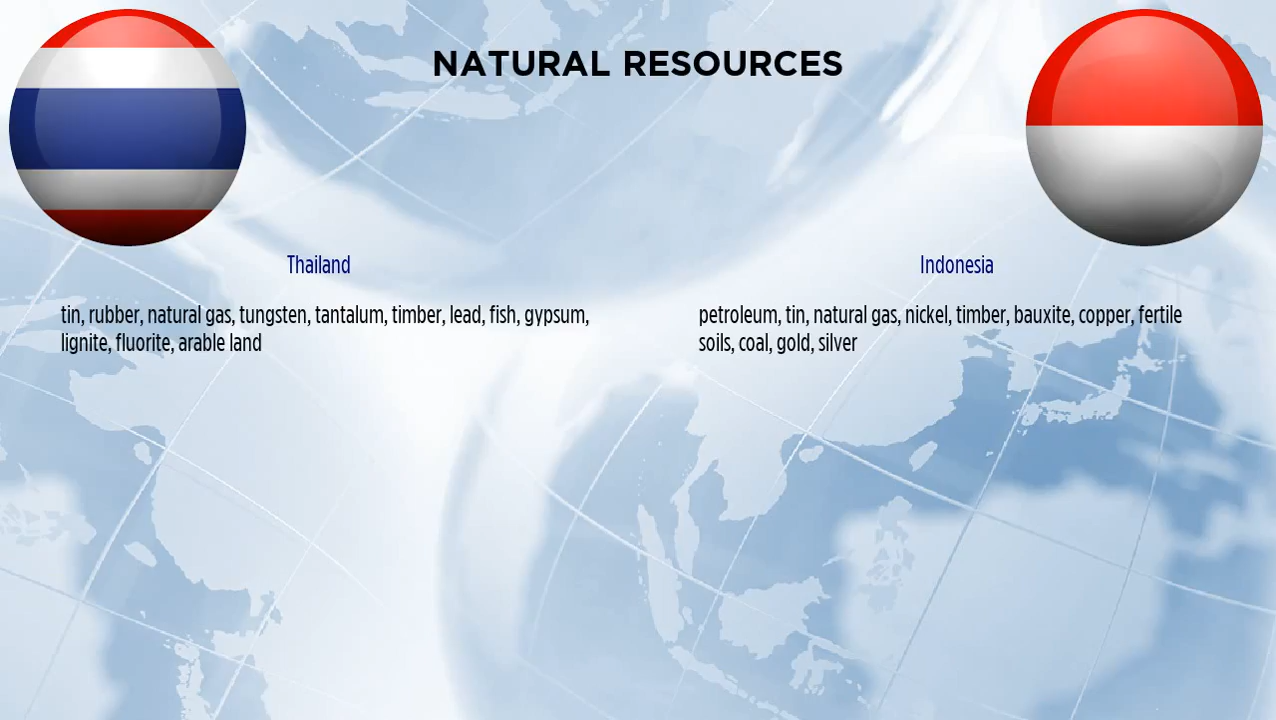 NATURAL RESOURCES
Thailand
tin, rubber, natural gas, tungsten, tantalum, timber, lead, fish, gypsum,
lignite, fluorite, arable land
Indonesia
petroleum, tin, natural gas, nickel, timber, bauxite, copper, fertile
soils, coal, gold, silver